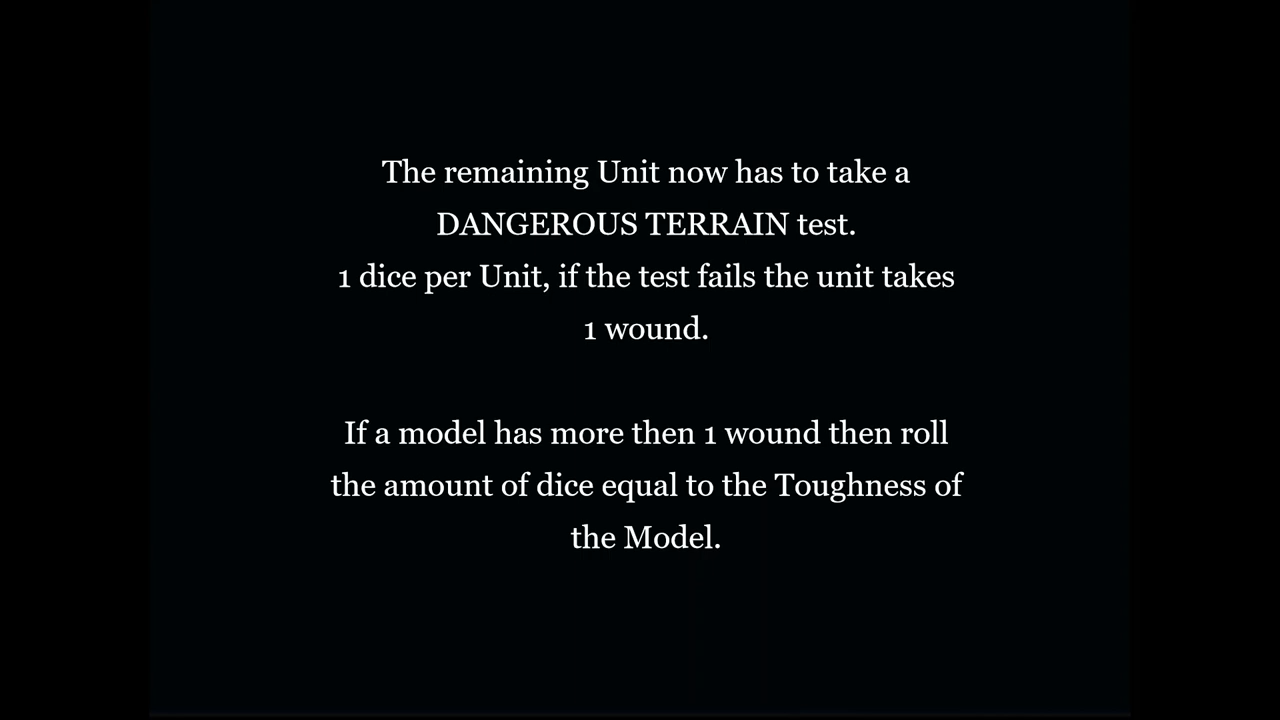 The remaining Unit now has to take a
DANGEROUS TERRAIN test.
1 dice per Unit, if the test fails the unit takes
1 wound.
If a model has more then 1 wound then roll
the amount of dice equal to the Toughness of
the Model.